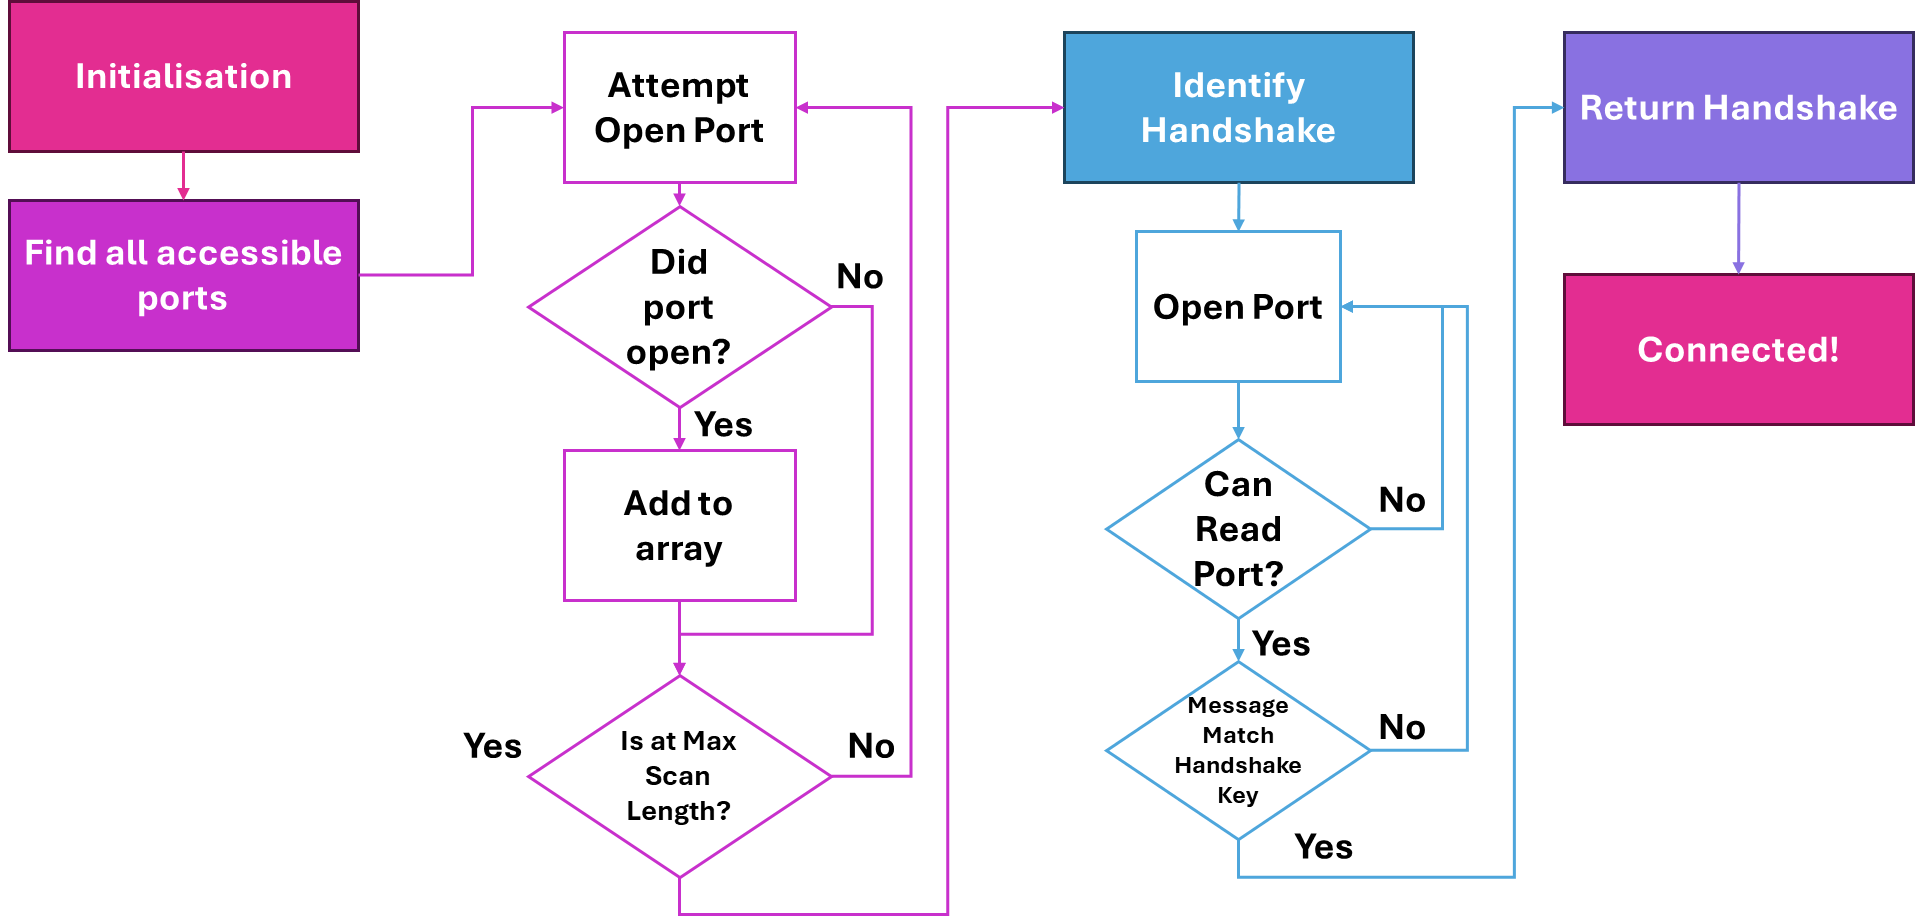 Initialisation
Find all accessible
ports
Attempt
Open Port
Did
port
open?
No
Yes
Add to
array
Is at Max
Scan
Length?
Yes
No
Identify
Handshake
Open Port
Can
Read
Port?
No
Yes
Message
Match
Handshake
Key
No
Yes
Return Handshake
Connected!